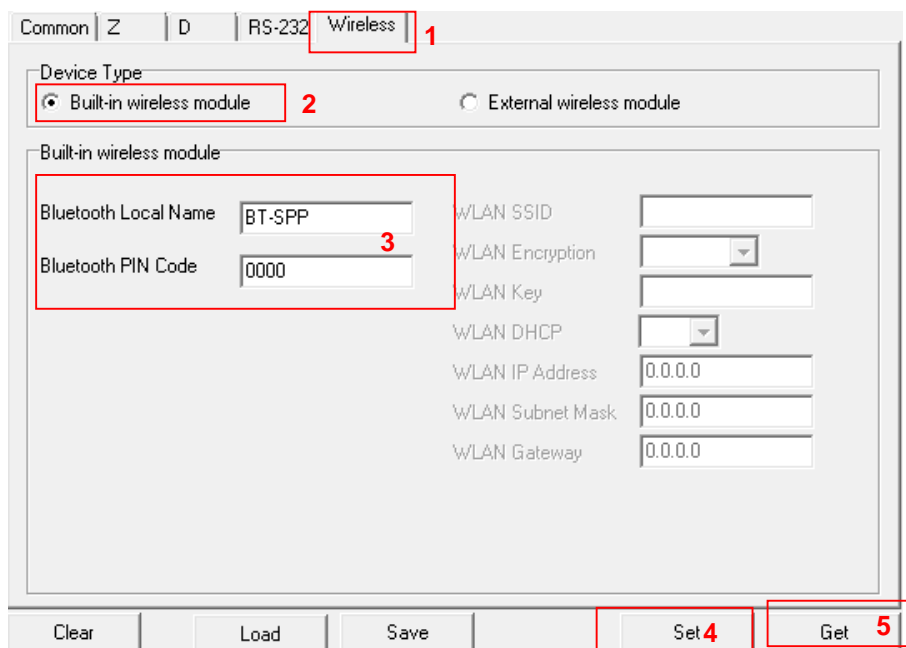 Common Z D RS-232 Wireless 1
Device Type
Built-in wireless module 2 External wireless module
Built-in wireless module
Bluetooth Local Name BT-SPP 3 WLAN SSID
WLAN Encryption
Bluetooth PIN Code 0000
WLAN Key
WLAN DHCP
WLAN IP Address 0.0.0.0
WLAN Subnet Mask 0.0.0.0
WLAN Gateway 0.0.0.0
Clear Load Save Set 4 Get 5